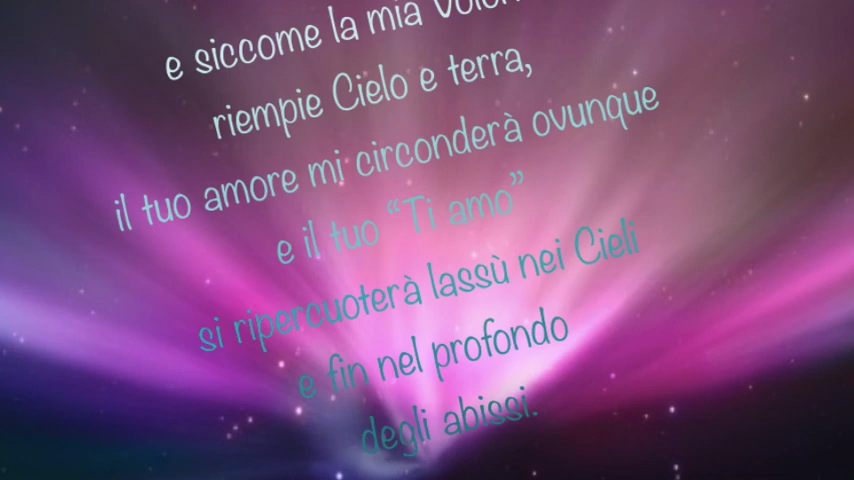 e siccome la mia
riempie Cielo e terra,
il tuo amore mi circonderà ovunque
e il tuo “Ti amo”
si ripercuoterà lassù nei Cieli
e fin nel profondo
degli abissi.